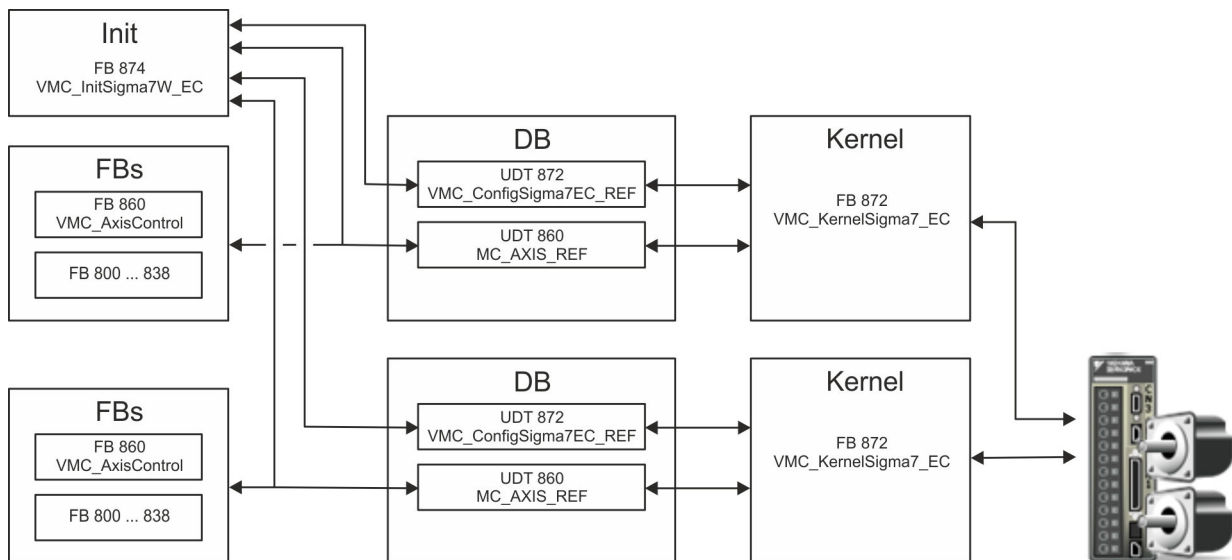 Init
FB 874
VMC_InitSigma7W_EC
FBs
FB 860
VMC_AxisControl
FB 800 ... 838
DB
UDT 872
VMC_ConfigSigma7EC_REF
UDT 860
MC_AXIS_REF
Kernel
FB 872
VMC_KernelSigma7_EC
FBs
FB 860
VMC_AxisControl
FB 800 ... 838
DB
UDT 872
VMC_ConfigSigma7EC_REF
UDT 860
MC_AXIS_REF
Kernel
FB 872
VMC_KernelSigma7_EC